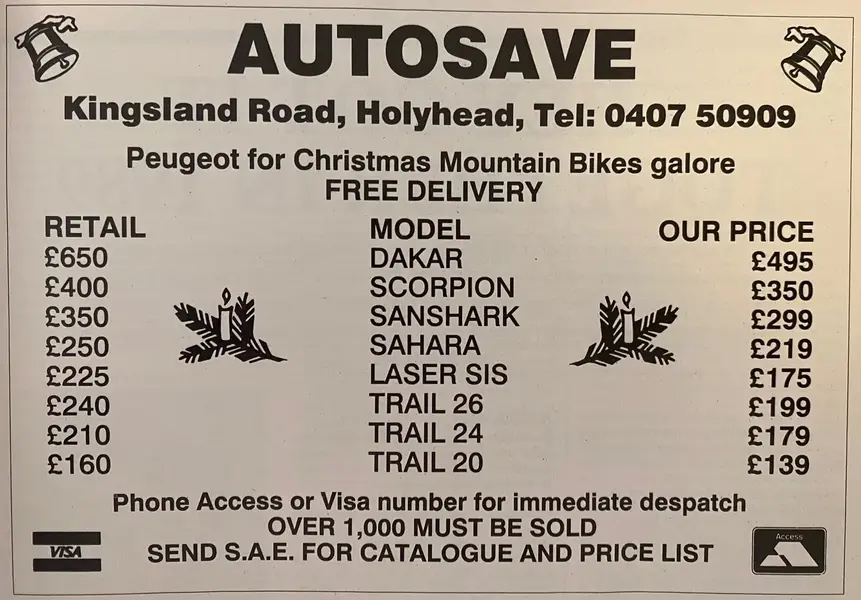 AUTOSAVE
Kingsland Road, Holyhead, Tel: 0407 50909
Peugeot for Christmas Mountain Bikes galore
FREE DELIVERY
RETAIL MODEL OUR PRICE
£650 DAKAR £495
£400 SCORPION £350
£350 SANSHARK £299
£250 SAHARA £219
£225 LASER SIS £175
£240 TRAIL 26 £199
£210 TRAIL 24 £179
£160 TRAIL 20 £139
Phone Access or Visa number for immediate despatch
OVER 1,000 MUST BE SOLD
SEND S.A.E. FOR CATALOGUE AND PRICE LIST
VISA
Access